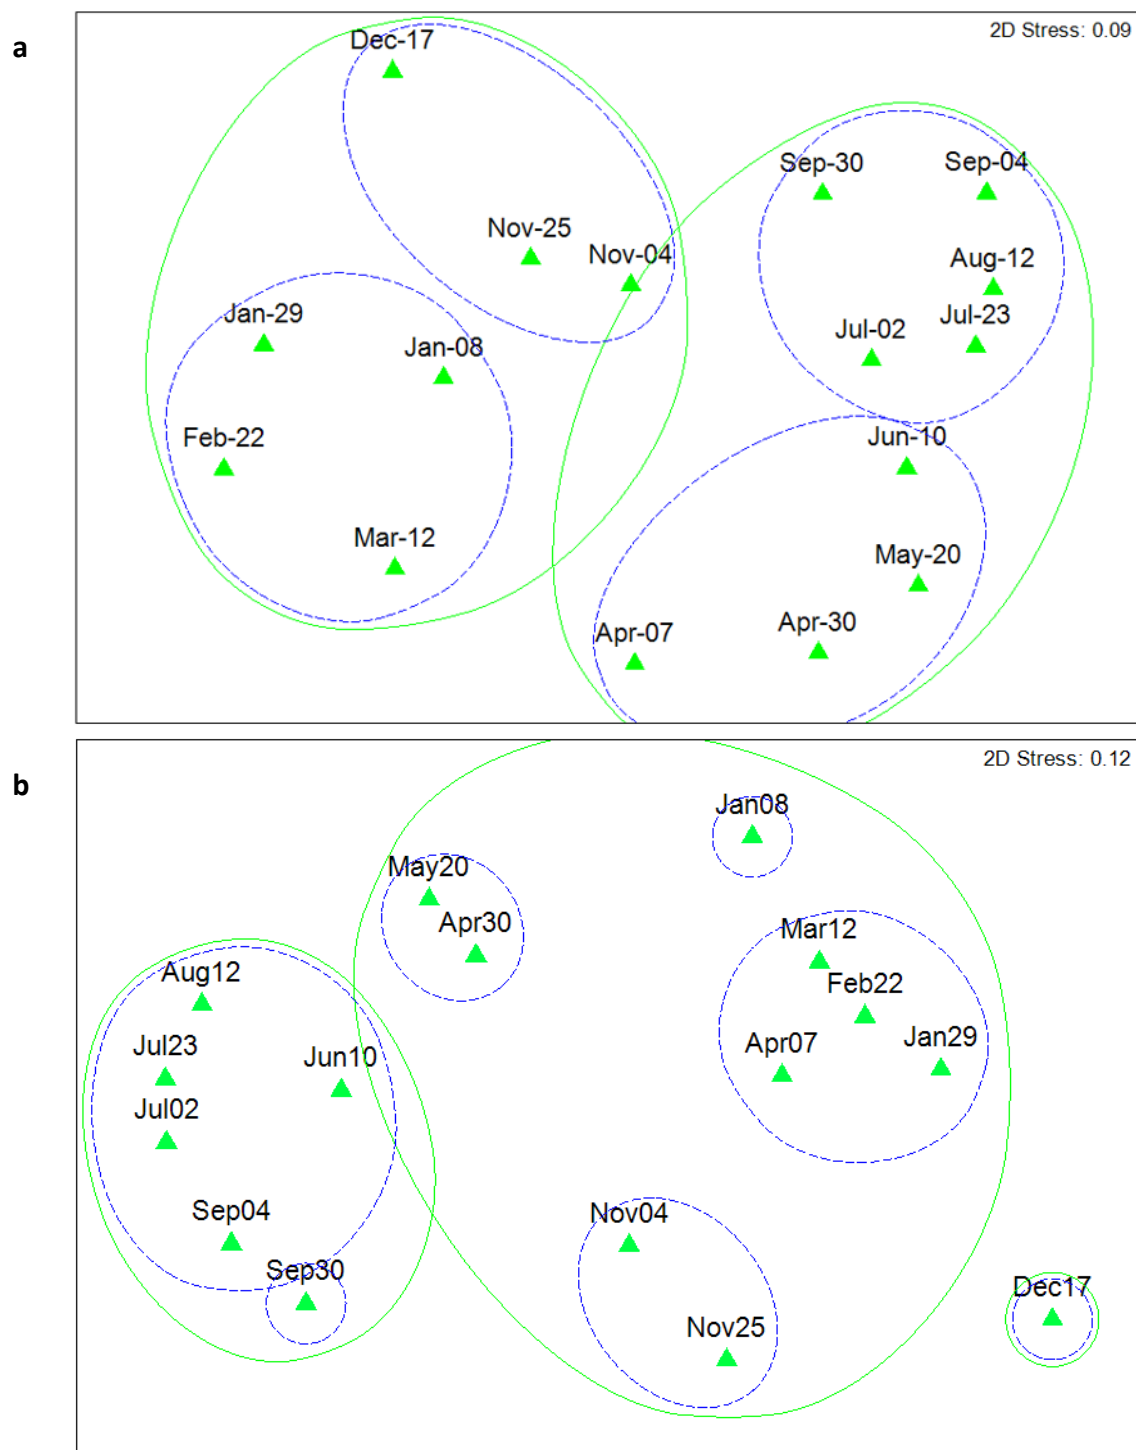 a
2D Stress: 0.09
Dec-17
Sep-30
Sep-04
Nov-25
Nov-04
Aug-12
Jan-29
Jul-02
Jul-23
Jan-08
Feb-22
Jun-10
Mar-12
May-20
Apr-07
Apr-30
b
2D Stress: 0.12
Jan08
May20
Apr30
Mar12
Aug12
Feb22
Jul23
Jun10
Apr07
Jan29
Jul02
Sep04
Nov04
Sep30
Dec17
Nov25